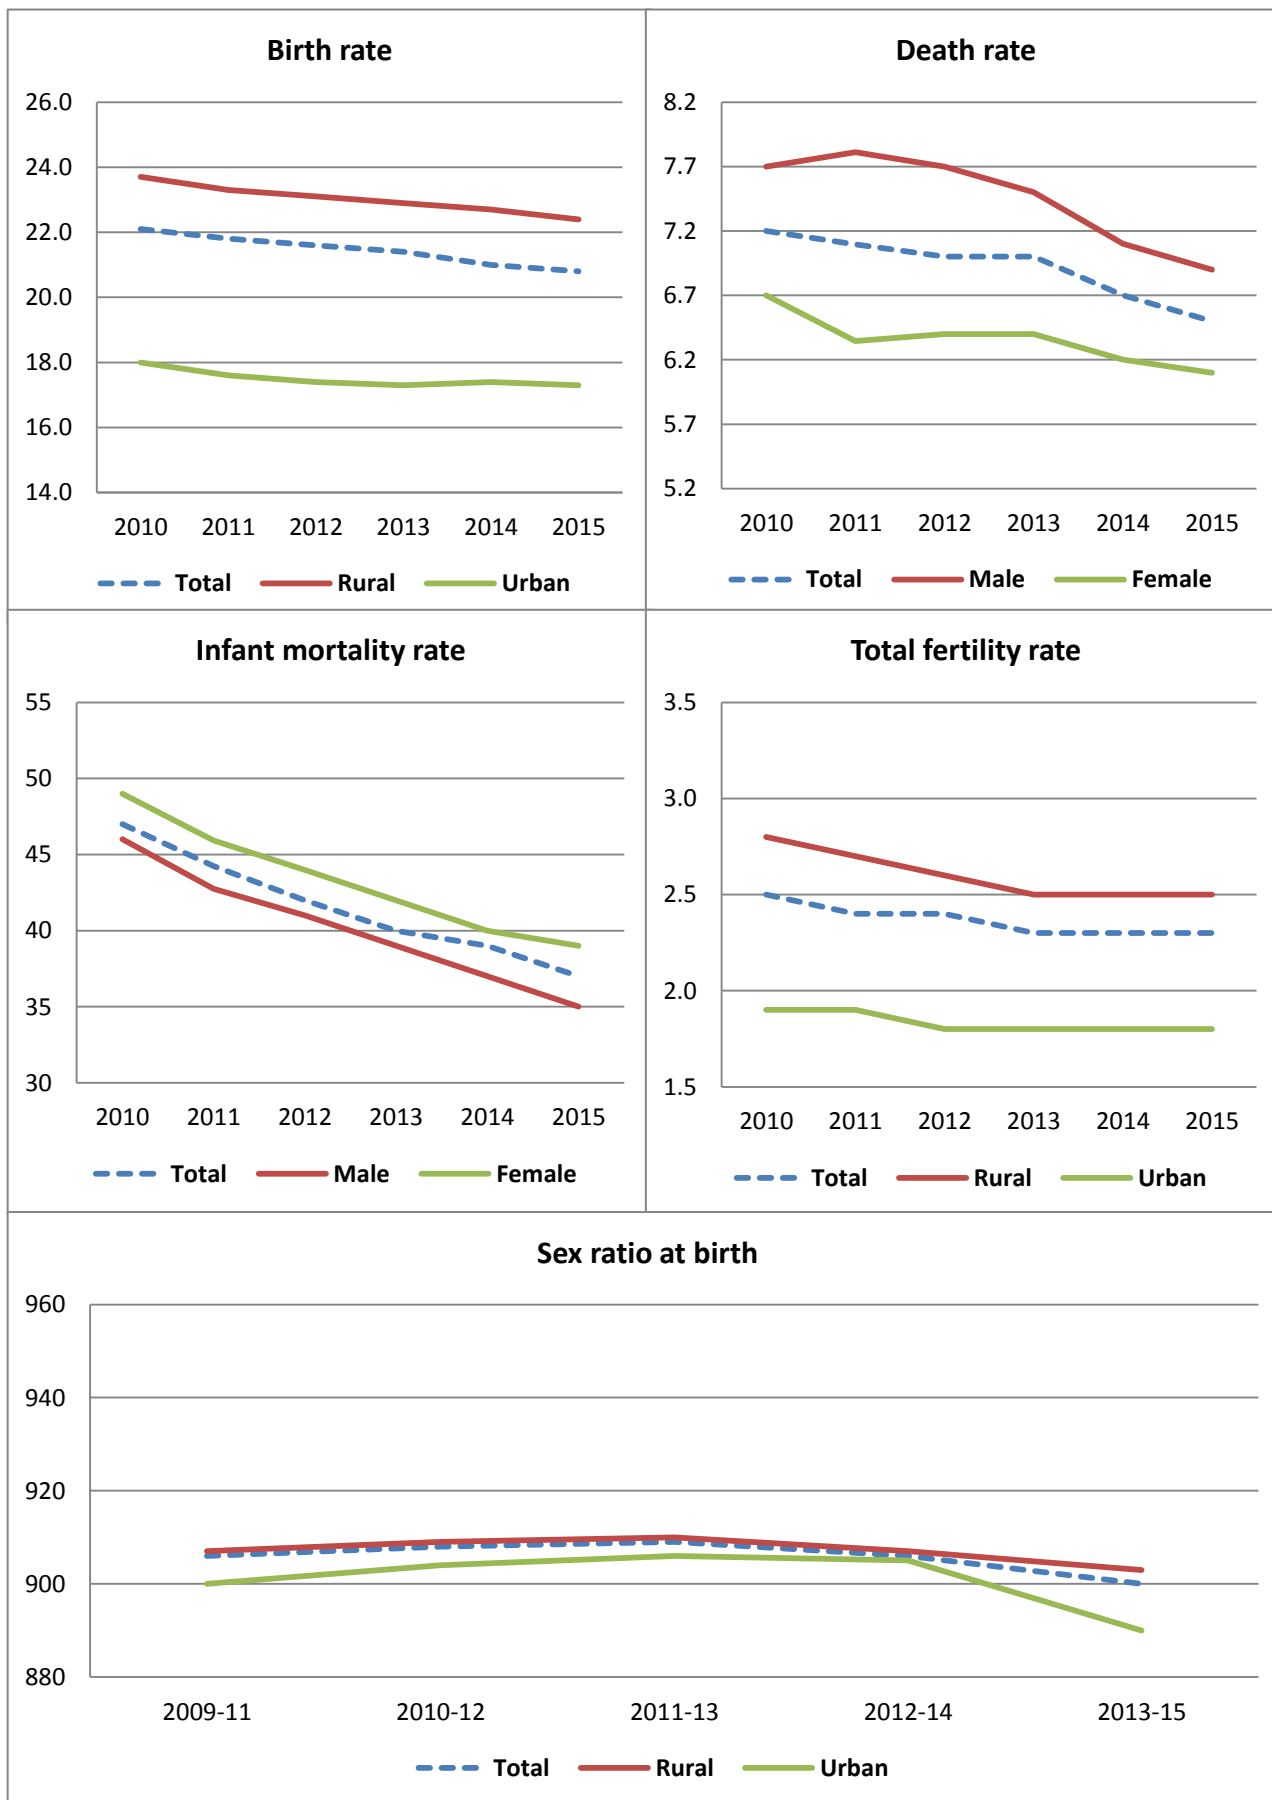 Birth rate
26.0
24.0
22.0
20.0
18.0
16.0
14.0
2010 2011 2012 2013 2014 2015
Total Rural Urban
Death rate
8.2
7.7
7.2
6.7
6.2
5.7
5.2
2010 2011 2012 2013 2014 2015
Total Male Female
Infant mortality rate
55
50
45
40
35
30
2010 2011 2012 2013 2014 2015
Total Male Female
Total fertility rate
3.5
3.0
2.5
2.0
1.5
2010 2011 2012 2013 2014 2015
Total Rural Urban
Sex ratio at birth
960
940
920
900
880
2009-11 2010-12 2011-13 2012-14 2013-15
Total Rural Urban